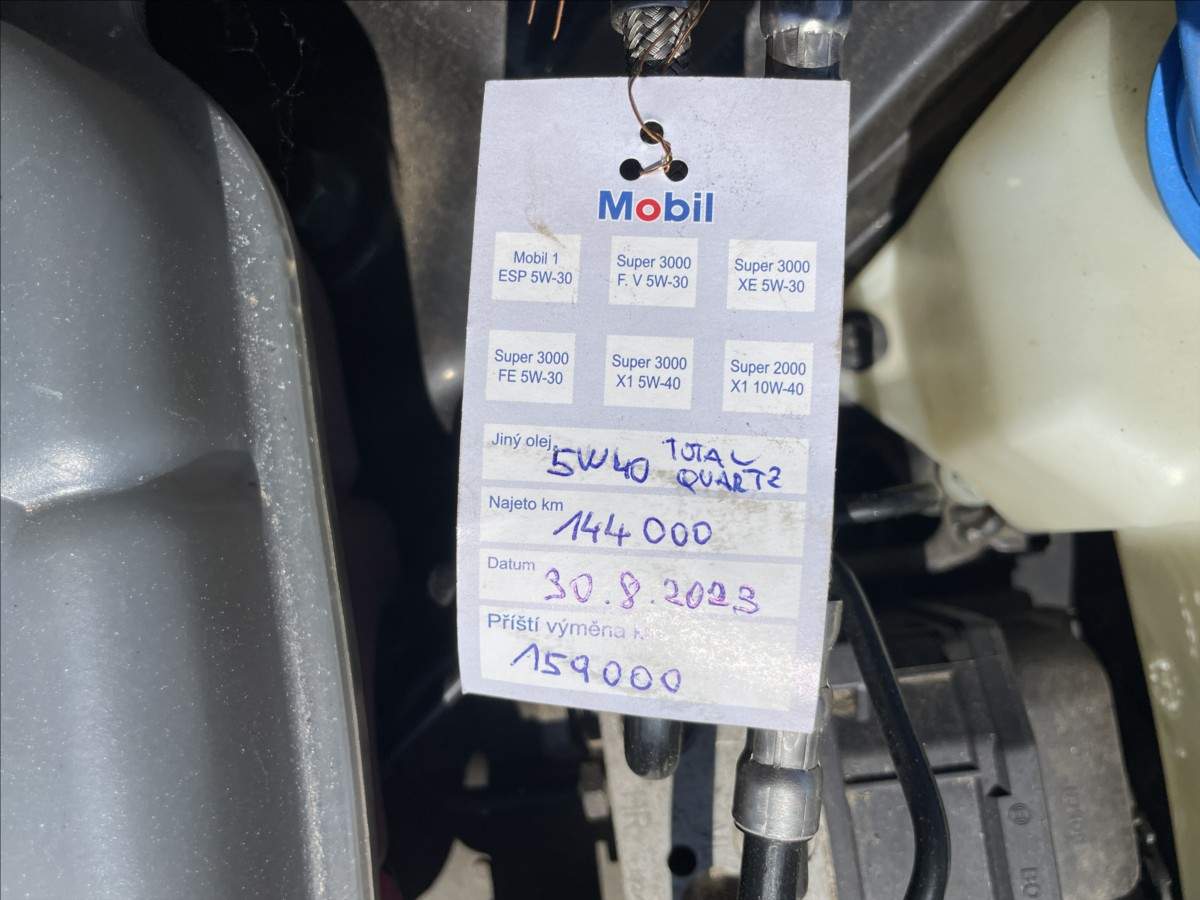 Mobil
Mobil 1
ESP 5W-30
Super 3000
F. V 5W-30
Super 3000
XE 5W-30
Super 3000
FE 5W-30
Super 3000
X1 5W-40
Super 2000
X1 10W-40
Jiný olej
5W40 TOTAL
QUARTZ
Najeto km
144 000
Datum
30.8.2023
Příští výměna
159000